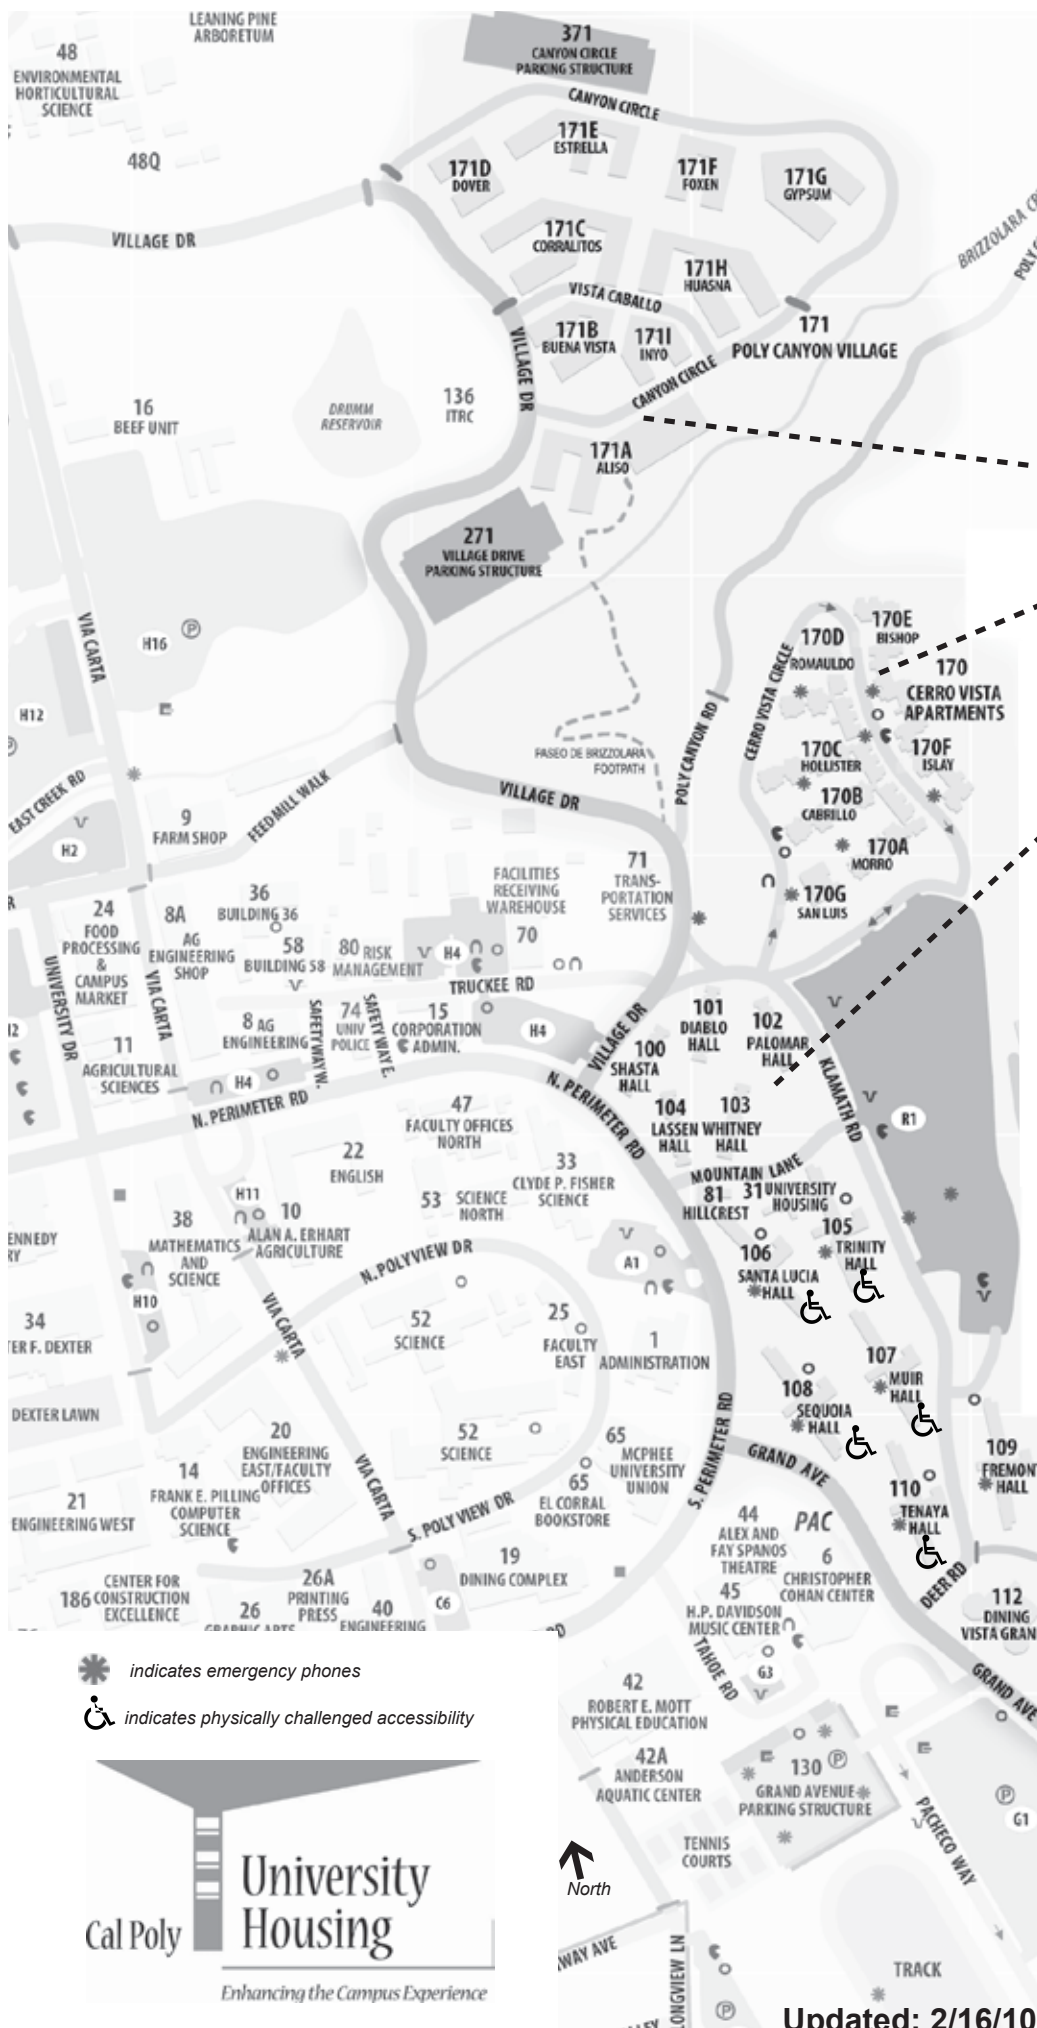 LEANING PINE
ARBORETUM
48
ENVIRONMENTAL
HORTICULTURAL
SCIENCE
48Q
371
CANYON CIRCLE
PARKING STRUCTURE
CANYON CIRCLE
171E
ESTRELLA
171D
DOVER
171F
FOXEN
171G
GYPSUM
171C
CORRALITOS
171H
HUASNA
VILLAGE DR
BRIZZOLARA
VISTA CABALLO
171B
BUENA VISTA
171I
INYO
171
POLY CANYON VILLAGE
VILLAGE DR
CANYON CIRCLE
16
BEEF UNIT
DRUMM
RESERVOIR
136
ITRC
171A
ALISO
271
VILLAGE DRIVE
PARKING STRUCTURE
VIA CARTA
H16
P
H12
170E
BISHOP
170D
ROMAULDO
170
CERRO VISTA
APARTMENTS
CERRO VISTA CIRCLE
170C
HOLLISTER
170F
ISLAY
170B
CABRILLO
170A
MORRO
170G
SAN LUIS
POLY CANYON RD
PASEO DE BRIZZOLARA
FOOTPATH
VILLAGE DR
EAST CREEK RD
H2
9
FARM SHOP
FEED MILL WALK
71
TRANS-
PORTATION
SERVICES
FACILITIES
RECEIVING
WAREHOUSE
70
24
FOOD
PROCESSING
&
CAMPUS
MARKET
8A
AG
ENGINEERING
SHOP
36
BUILDING 36
58
BUILDING 58
80 RISK
MANAGEMENT
H4
TRUCKEE RD
UNIVERSITY DR
VIA CARTA
SAFETY WAY W.
SAFETY WAY E.
8 AG
ENGINEERING
74
UNIV
POLICE
15
CORPORATION
ADMIN.
H4
VILLAGE DR
11
AGRICULTURAL
SCIENCES
H4
N. PERIMETER RD
101
DIABLO
HALL
102
PALOMAR
HALL
100
SHASTA
HALL
KLAMATH RD
N. PERIMETER RD
104
LASSEN
HALL
103
WHITNEY
HALL
R1
47
FACULTY OFFICES
NORTH
22
ENGLISH
33
CLYDE P. FISHER
SCIENCE
53 SCIENCE
NORTH
MOUNTAIN LANE
81
HILLCREST
31 UNIVERSITY
HOUSING
105
TRINITY
HALL
106
SANTA LUCIA
HALL
H11
10
ALAN A. ERHART
AGRICULTURE
38
MATHEMATICS
AND
SCIENCE
H10
N. POLYVIEW DR
A1
VIA CARTA
34
52
SCIENCE
25
FACULTY
EAST
1
ADMINISTRATION
107
MUIR
HALL
108
SEQUOIA
HALL
DEXTER LAWN
S. PERIMETER RD
GRAND AVE
109
FREMON
HALL
110
TENAYA
HALL
20
ENGINEERING
EAST/FACULTY
OFFICES
52
SCIENCE
65
MCPHEE
UNIVERSITY
UNION
65
EL CORRAL
BOOKSTORE
14
FRANK E. PILLING
COMPUTER
SCIENCE
VIA CARTA
S. POLY VIEW DR
21
ENGINEERING WEST
44
ALEX AND
FAY SPANOS
THEATRE
PAC
6
CHRISTOPHER
COHAN CENTER
DEER RD
112
DINING
VISTA GRAN
19
DINING COMPLEX
186 CENTER FOR
CONSTRUCTION
EXCELLENCE
26A
PRINTING
PRESS
26
GRAPHIC ARTS
40
ENGINEERING
C6
45
H.P. DAVIDSON
MUSIC CENTER
TAHOE RD
G3
GRAND AVE
indicates emergency phones
indicates physically challenged accessibility
42
ROBERT E. MOTT
PHYSICAL EDUCATION
42A
ANDERSON
AQUATIC CENTER
130 P
GRAND AVENUE
PARKING STRUCTURE
P
G1
PACHECO WAY
TENNIS
COURTS
North
Cal Poly
University
Housing
Enhancing the Campus Experience
WAY AVE
LONGVIEW LN
P
TRACK
Updated: 2/16/10